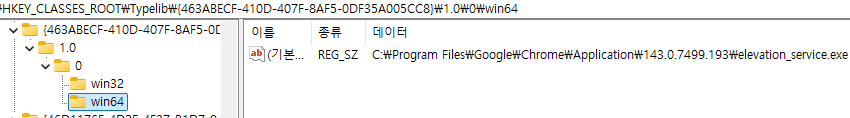 ₩HKEY_CLASSES_ROOT₩Typelib₩{463ABECF-410D-407F-8AF5-0DF35A005CC8}₩1.0₩0₩win64
{463ABECF-410D-407F-8AF5-0D
1.0
0
win32
win64
이름 종류 데이터
ab (기본... REG_SZ C:₩Program Files₩Google₩Chrome₩Application₩143.0.7499.193₩elevation_service.exe